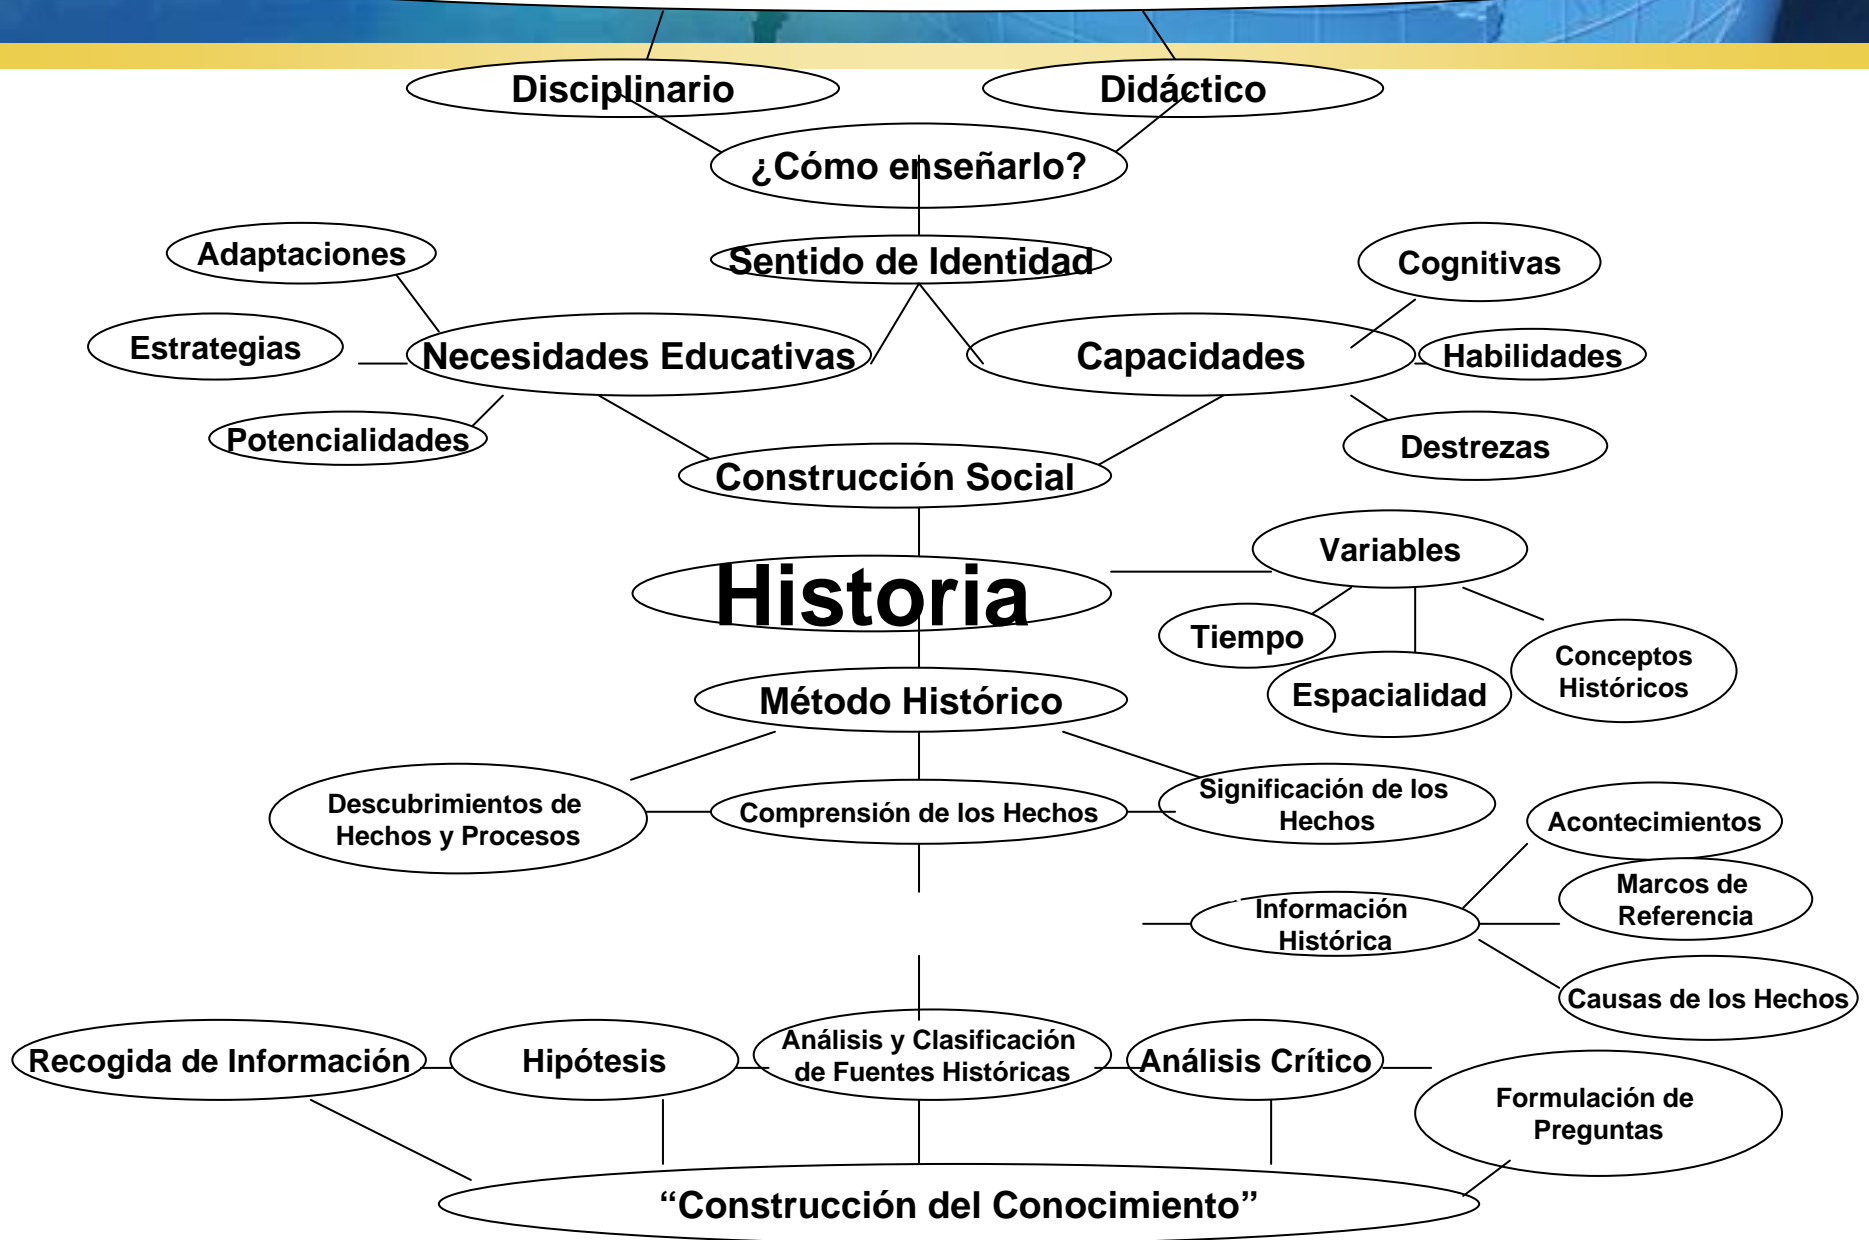 Disciplinario
Didáctico
¿Cómo enseñarlo?
Adaptaciones
Sentido de Identidad
Cognitivas
Estrategias
Necesidades Educativas
Capacidades
Habilidades
Potencialidades
Destrezas
Construcción Social
Variables
Historia
Tiempo
Conceptos
Históricos
Espacialidad
Método Histórico
Descubrimientos de
Hechos y Procesos
Comprensión de los Hechos
Significación de los
Hechos
Acontecimientos
Marcos de
Referencia
Información
Histórica
Causas de los Hechos
Recogida de Información
Hipótesis
Análisis y Clasificación
de Fuentes Históricas
Análisis Crítico
Formulación de
Preguntas
“Construcción del Conocimiento”